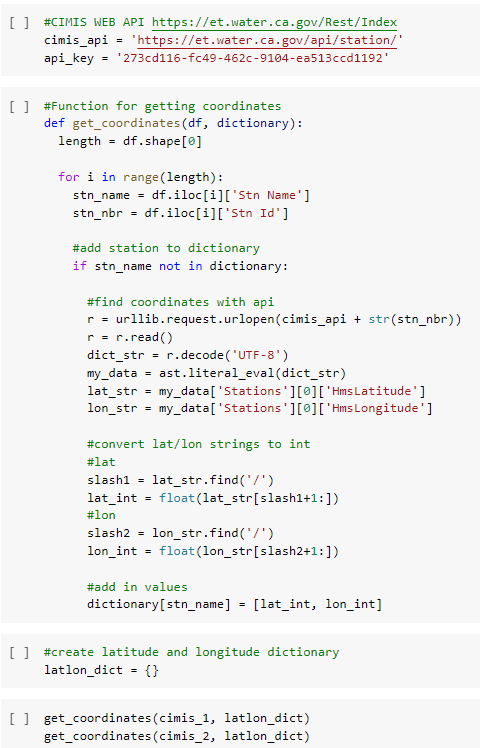 [ ] #CIMIS WEB API https://et.water.ca.gov/Rest/Index
cimis_api = 'https://et.water.ca.gov/api/station/'
api_key = '273cd116-fc49-462c-9104-ea513ccd1192'
[ ] #Function for getting coordinates
def get_coordinates(df, dictionary):
length = df.shape[0]
for i in range(length):
stn_name = df.iloc[i]['Stn Name']
stn_nbr = df.iloc[i]['Stn Id']
#add station to dictionary
if stn_name not in dictionary:
#find coordinates with api
r = urllib.request.urlopen(cimis_api + str(stn_nbr))
r = r.read()
dict_str = r.decode('UTF-8')
my_data = ast.literal_eval(dict_str)
lat_str = my_data['Stations'][0]['HmsLatitude']
lon_str = my_data['Stations'][0]['HmsLongitude']
#convert lat/lon strings to int
#lat
slash1 = lat_str.find('/')
lat_int = float(lat_str[slash1+1:])
#lon
slash2 = lon_str.find('/')
lon_int = float(lon_str[slash2+1:])
#add in values
dictionary[stn_name] = [lat_int, lon_int]
[ ] #create latitude and longitude dictionary
latlon_dict = {}
[ ] get_coordinates(cimis_1, latlon_dict)
get_coordinates(cimis_2, latlon_dict)